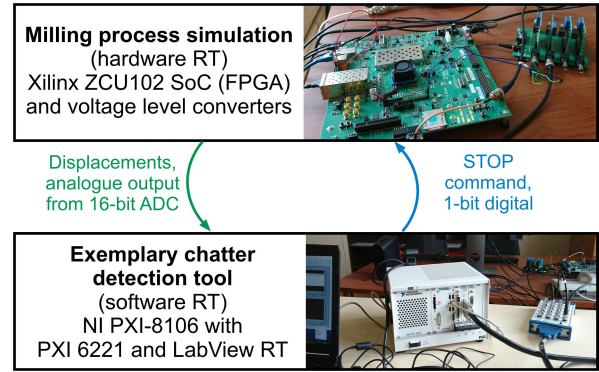 Milling process simulation
(hardware RT)
Xilinx ZCU102 SoC (FPGA)
and voltage level converters
Displacements,
analogue output
from 16-bit ADC
STOP
command,
1-bit digital
Exemplary chatter
detection tool
(software RT)
NI PXI-8106 with
PXI 6221 and LabView RT